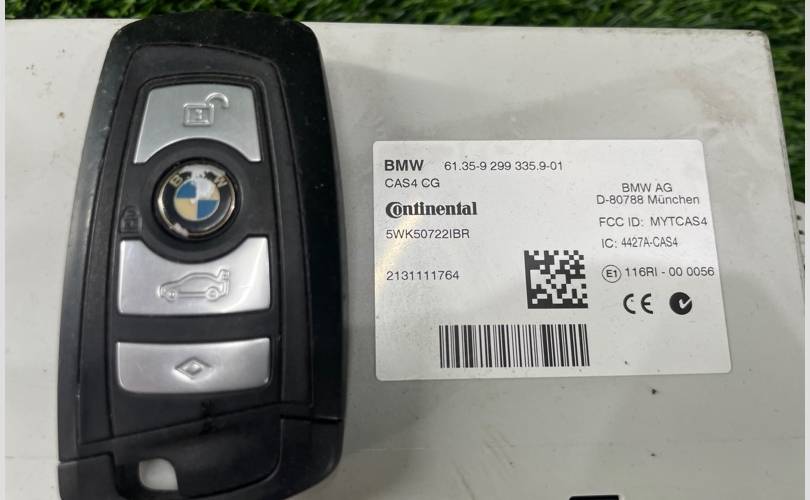 BMW
BMW 61.35-9 299 335.9-01
CAS4 CG
Continental
5WK50722IBR
2131111764
BMW AG
D-80788 München
FCC ID: MYTCAS4
IC: 4427A-CAS4
E1 116RI - 00 0056
CE